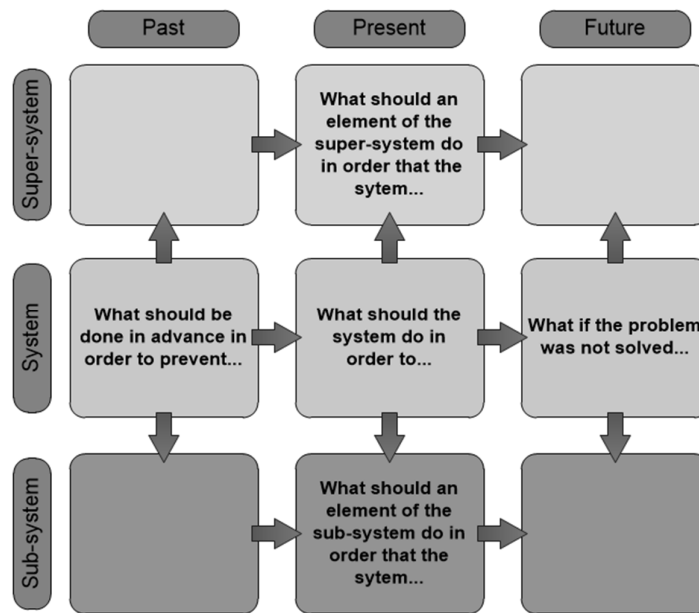 Past
Present
Future
Super-system
What should an
element of the
super-system do
in order that the
sytem...
System
What should be
done in advance in
order to prevent...
What should the
system do in
order to...
What if the problem
was not solved...
Sub-system
What should an
element of the
sub-system do in
order that the
sytem...